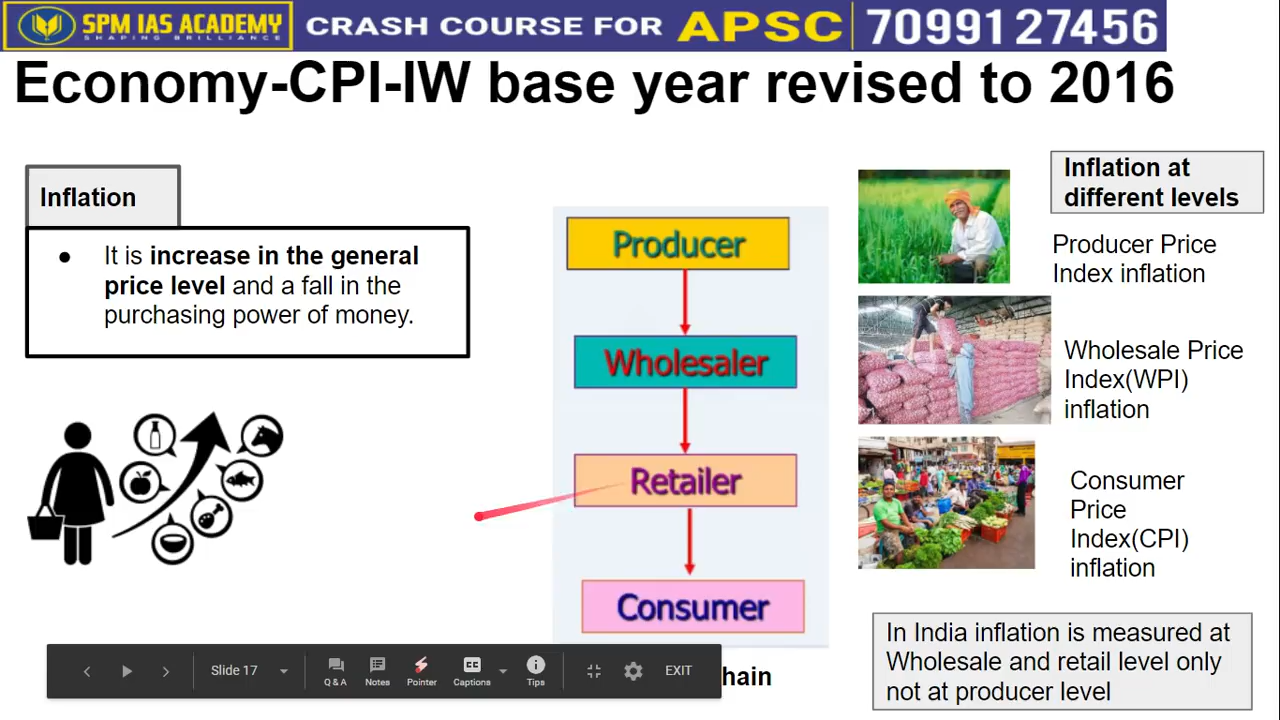 SPM IAS ACADEMY
SHAPING BRILLIANCE
CRASH COURSE FOR APSC 7099127456
Economy-CPI-IW base year revised to 2016
Inflation
● It is increase in the general
price level and a fall in the
purchasing power of money.
Producer
Wholesaler
Retailer
Consumer
hain
Inflation at
different levels
Producer Price
Index inflation
Wholesale Price
Index(WPI)
inflation
Consumer
Price
Index(CPI)
inflation
In India inflation is measured at
Wholesale and retail level only
not at producer level
Slide 17
Q & A
Notes
Pointer
CC
Captions
Tips
EXIT